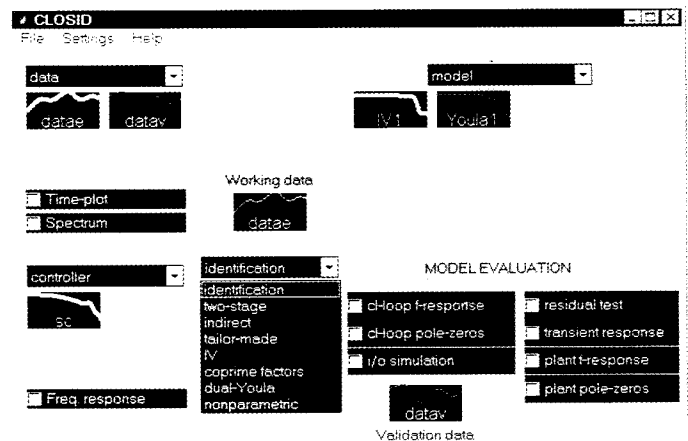 CLOSID
File Settings Help
data
model
datae datav
IV1 Youla1
Working data
Time-plot
datae
Spectrum
controller
identification
MODEL EVALUATION
sc
identification
two-stage
indirect
tailor-made
IV
coprime factors
dual-Youla
nonparametric
cl-loop f-response
cl-loop pole-zeros
i/o simulation
residual test
transient response
plant f-response
plant pole-zeros
Freq. response
datav
Validation data